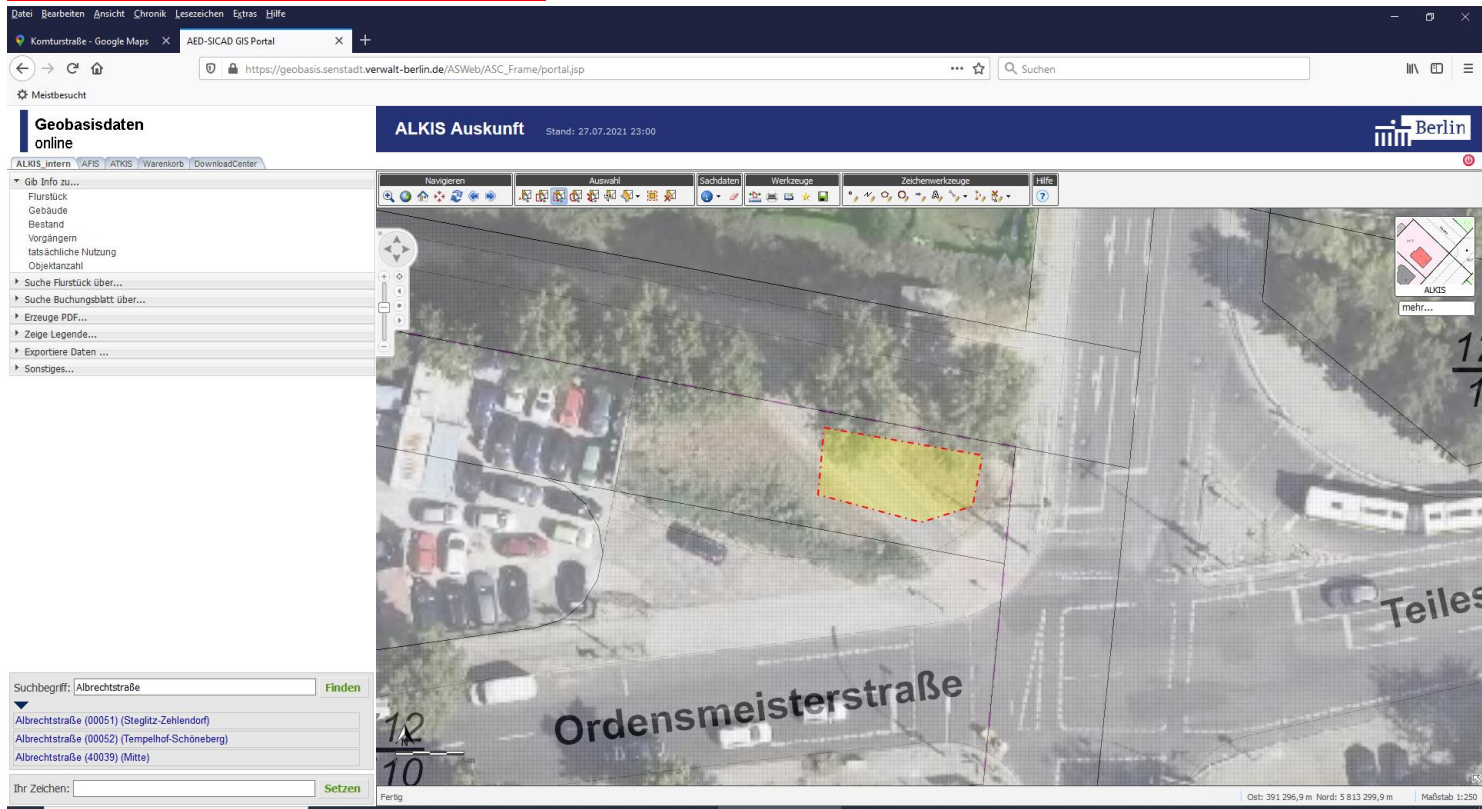 Datei Bearbeiten Ansicht Chronik Lesezeichen Extras Hilfe
Komturstraße - Google Maps
AED-SICAD GIS Portal
https://geobasis.senstadt.verwalt-berlin.de/ASWeb/ASC_Frame/portal.jsp
Suchen
Meistbesucht
Geobasisdaten
online
ALKIS Auskunft Stand: 27.07.2021 23:00
Berlin
ALKIS_intern AFIS ATKIS Warenkorb DownloadCenter
Gib Info zu...
Flurstück
Gebäude
Bestand
Vorgängern
tatsächliche Nutzung
Objektanzahl
Suche Flurstück über...
Suche Buchungsblatt über...
Erzeuge PDF...
Zeige Legende...
Exportiere Daten ...
Sonstiges...
Navigieren Auswahl Sachdaten Werkzeuge Zeichenwerkzeuge Hilfe
ALKIS
mehr...
Teiles
Ordensmeisterstraße
12
10
N
5m
Suchbegriff: Albrechtstraße Finden
Albrechtstraße (00051) (Steglitz-Zehlendorf)
Albrechtstraße (00052) (Tempelhof-Schöneberg)
Albrechtstraße (40039) (Mitte)
Ihr Zeichen: Setzen
Fertig
Ost: 391 296,9 m Nord: 5 813 299,9 m Maßstab 1:250